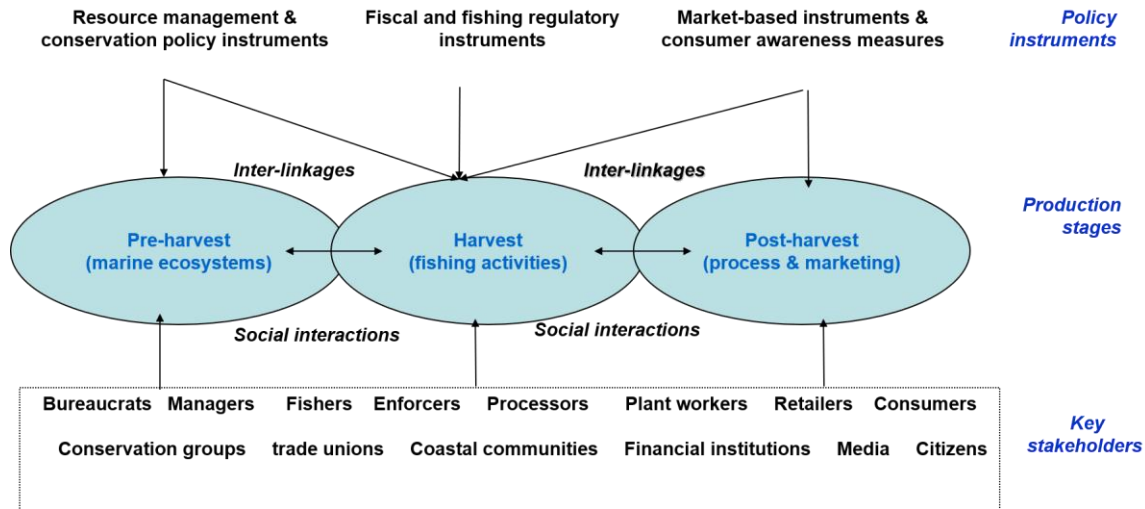 Resource management &
conservation policy instruments
Fiscal and fishing regulatory
instruments
Market-based instruments &
consumer awareness measures
Policy
instruments
Inter-linkages
Inter-linkages
Pre-harvest
(marine ecosystems)
Harvest
(fishing activities)
Post-harvest
(process & marketing)
Production
stages
Social interactions
Social interactions
Bureaucrats Managers Fishers Enforcers Processors Plant workers Retailers Consumers
Conservation groups trade unions Coastal communities Financial institutions Media Citizens
Key
stakeholders